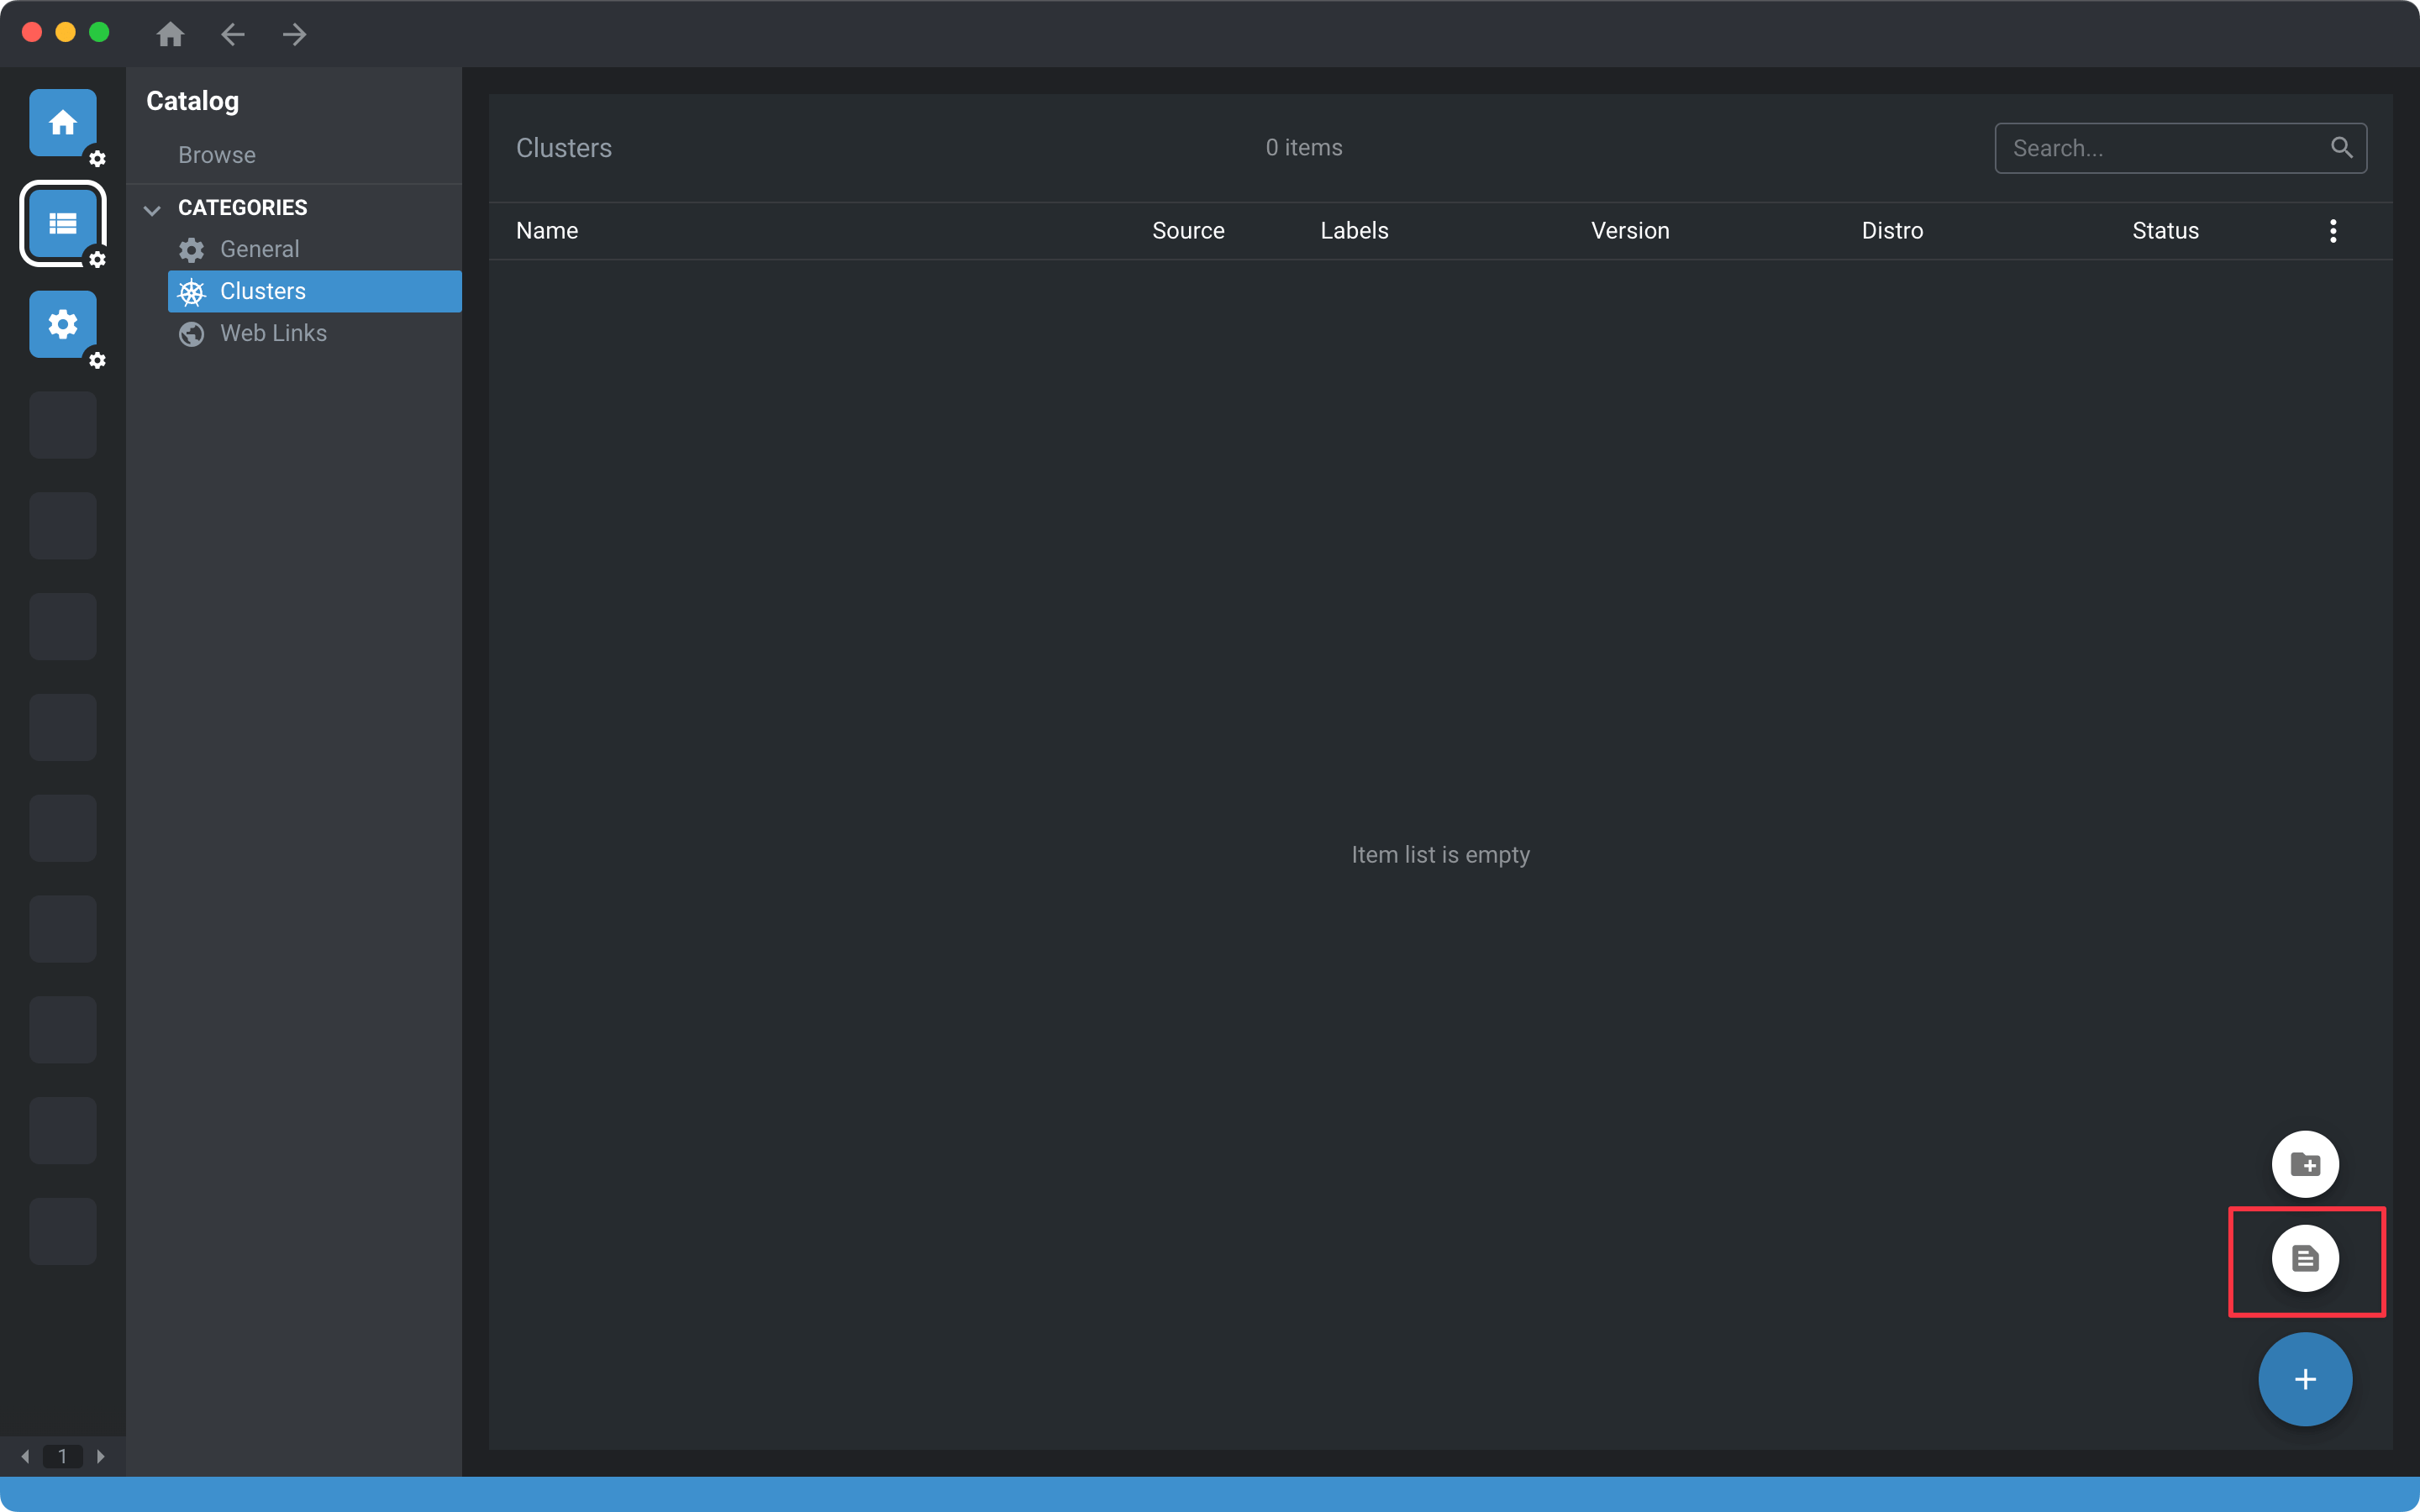 Catalog
Browse
CATEGORIES
General
Clusters
Web Links
Clusters 0 items Search...
Name Source Labels Version Distro Status
Item list is empty
1